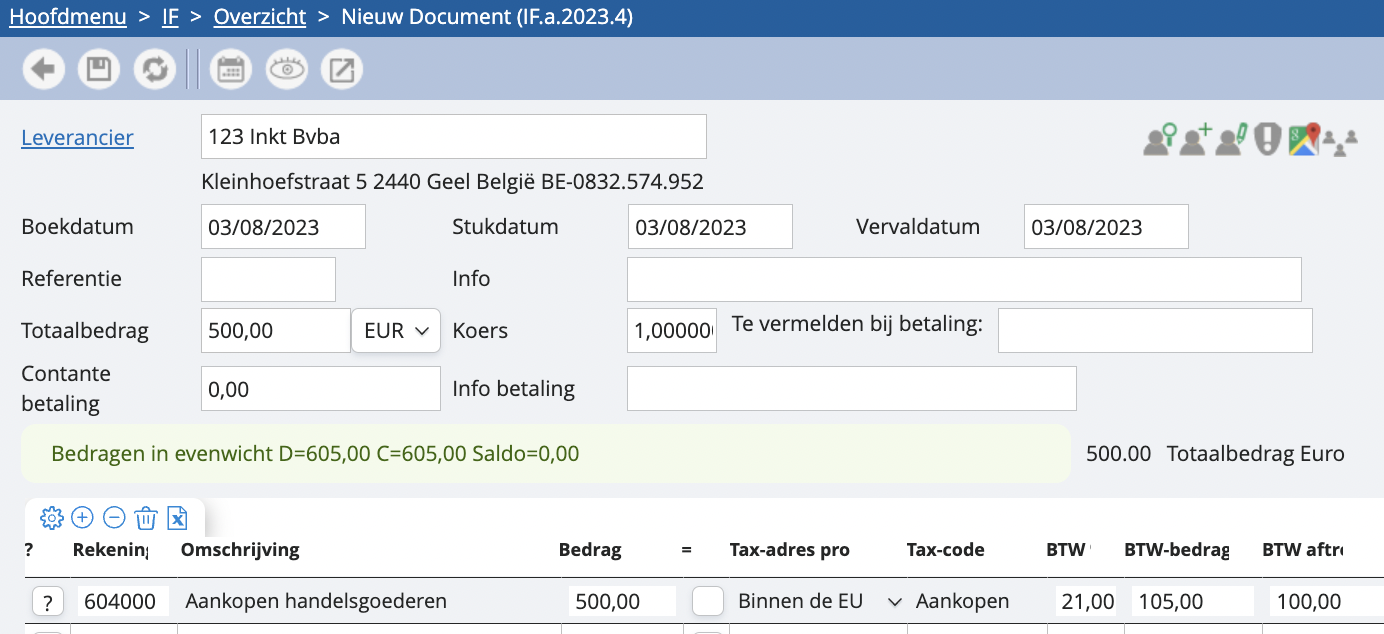 Hoofdmenu > IF > Overzicht > Nieuw Document (IF.a.2023.4)
Leverancier 123 Inkt Bvba
Kleinhoefstraat 5 2440 Geel België BE-0832.574.952
Boekdatum 03/08/2023 Stukdatum 03/08/2023 Vervaldatum 03/08/2023
Referentie Info
Totaalbedrag 500,00 EUR Koers 1,00000 Te vermelden bij betaling:
Contante betaling 0,00 Info betaling
Bedragen in evenwicht D=605,00 C=605,00 Saldo=0,00 500.00 Totaalbedrag Euro
? Rekening Omschrijving Bedrag = Tax-adres pro Tax-code BTW BTW-bedrag BTW aftr
? 604000 Aankopen handelsgoederen 500,00 Binnen de EU Aankopen 21,00 105,00 100,00